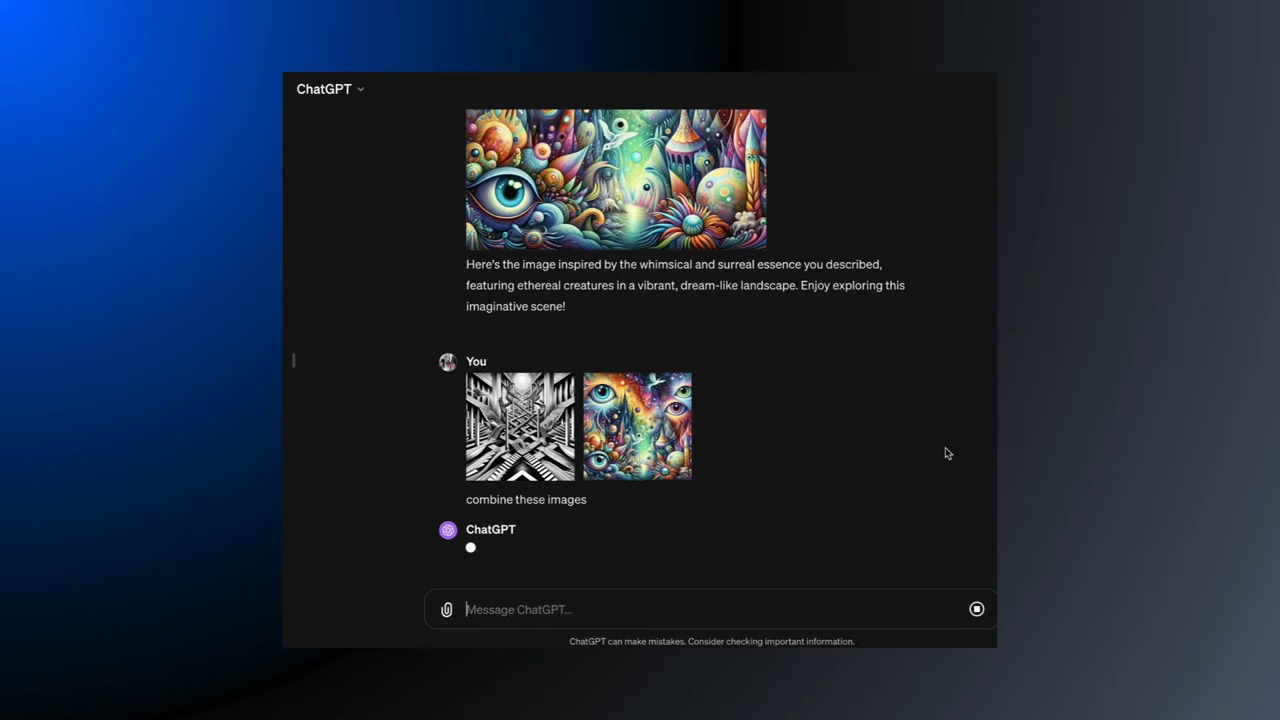 ChatGPT
Here's the image inspired by the whimsical and surreal essence you described,
featuring ethereal creatures in a vibrant, dream-like landscape. Enjoy exploring this
imaginative scene!
You
combine these images
ChatGPT
Message ChatGPT...
ChatGPT can make mistakes. Consider checking important information.